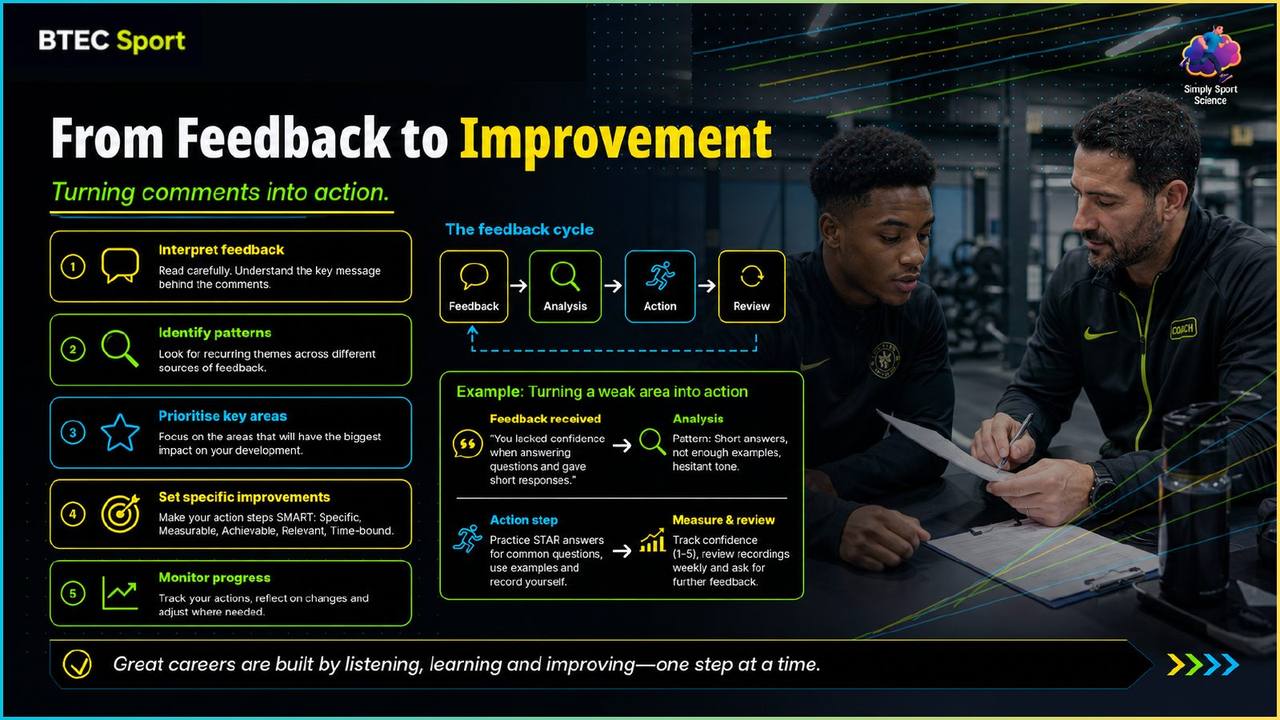 BTEC Sport
Simply Sport
Science
From Feedback to Improvement
Turning comments into action.
1
Interpret feedback
Read carefully. Understand the key message
behind the comments.
2
Identify patterns
Look for recurring themes across different
sources of feedback.
3
Prioritise key areas
Focus on the areas that will have the biggest
impact on your development.
4
Set specific improvements
Make your action steps SMART: Specific,
Measurable, Achievable, Relevant, Time-bound.
5
Monitor progress
Track your actions, reflect on changes and
adjust where needed.
The feedback cycle
Feedback
Analysis
Action
Review
Example: Turning a weak area into action
Feedback received
"You lacked confidence
when answering
questions and gave
short responses."
Analysis
Pattern: Short answers,
not enough examples,
hesitant tone.
Action step
Practice STAR answers
for common questions,
use examples and
record yourself.
Measure & review
Track confidence
(1–5), review recordings
weekly and ask for
further feedback.
COACH
Great careers are built by listening, learning and improving—one step at a time.